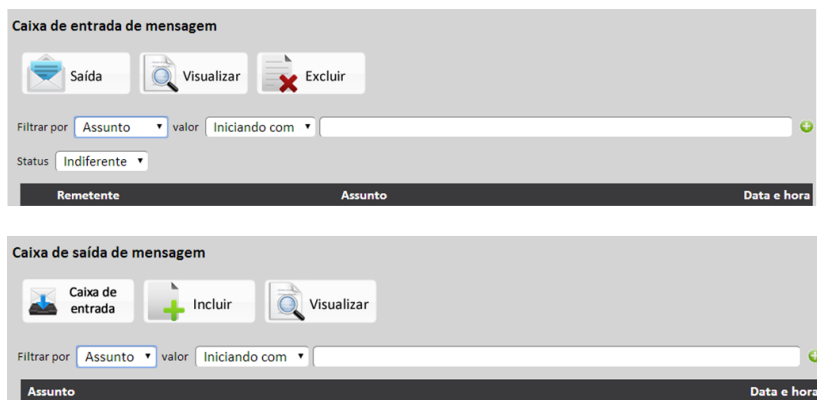 Caixa de entrada de mensagem
Saída Visualizar Excluir
Filtrar por Assunto valor Iniciando com
Status Indiferente
Remetente Assunto Data e hora
Caixa de saída de mensagem
Caixa de
entrada Incluir Visualizar
Filtrar por Assunto valor Iniciando com
Assunto Data e hora